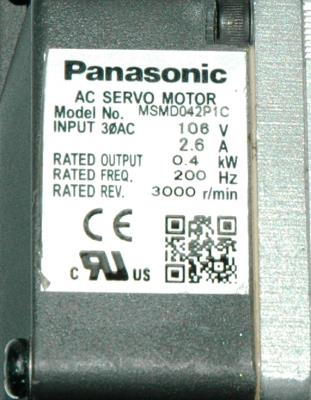 Panasonic
AC SERVO MOTOR
Model No. MSMD042P1C
INPUT 3ØAC 106 V
2.6 A
RATED OUTPUT 0.4 kW
RATED FREQ. 200 Hz
RATED REV. 3000 r/min
CE
C RU US